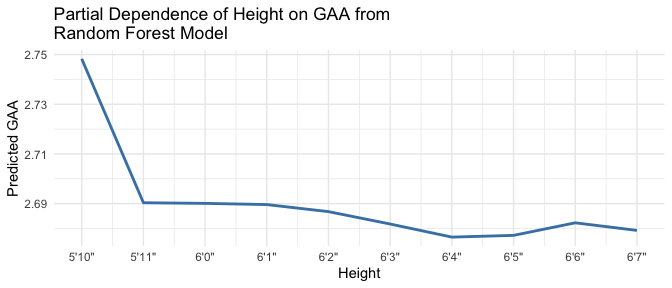 Partial Dependence of Height on GAA from
Random Forest Model
2.75
2.73
2.71
2.69
Predicted GAA
5'10" 5'11" 6'0" 6'1" 6'2" 6'3" 6'4" 6'5" 6'6" 6'7"
Height